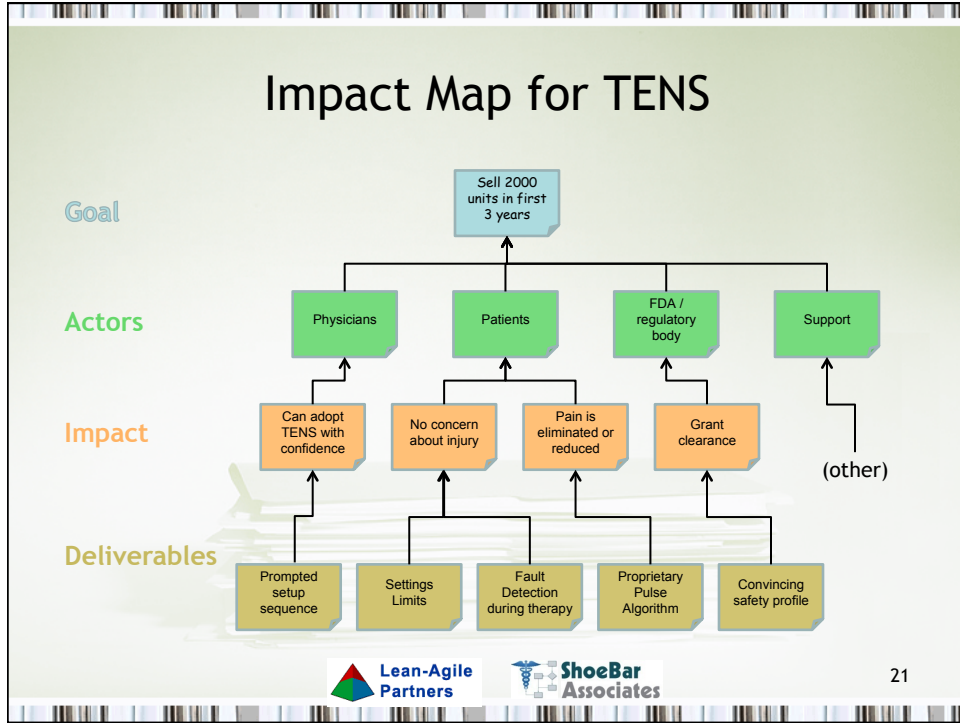 Impact Map for TENS
Goal
Sell 2000
units in first
3 years
Actors
Physicians
Patients
FDA /
regulatory
body
Support
Impact
Can adopt
TENS with
confidence
No concern
about injury
Pain is
eliminated or
reduced
Grant
clearance
(other)
Deliverables
Prompted
setup
sequence
Settings
Limits
Fault
Detection
during therapy
Proprietary
Pulse
Algorithm
Convincing
safety profile
Lean-Agile
Partners
ShoeBar
Associates
21